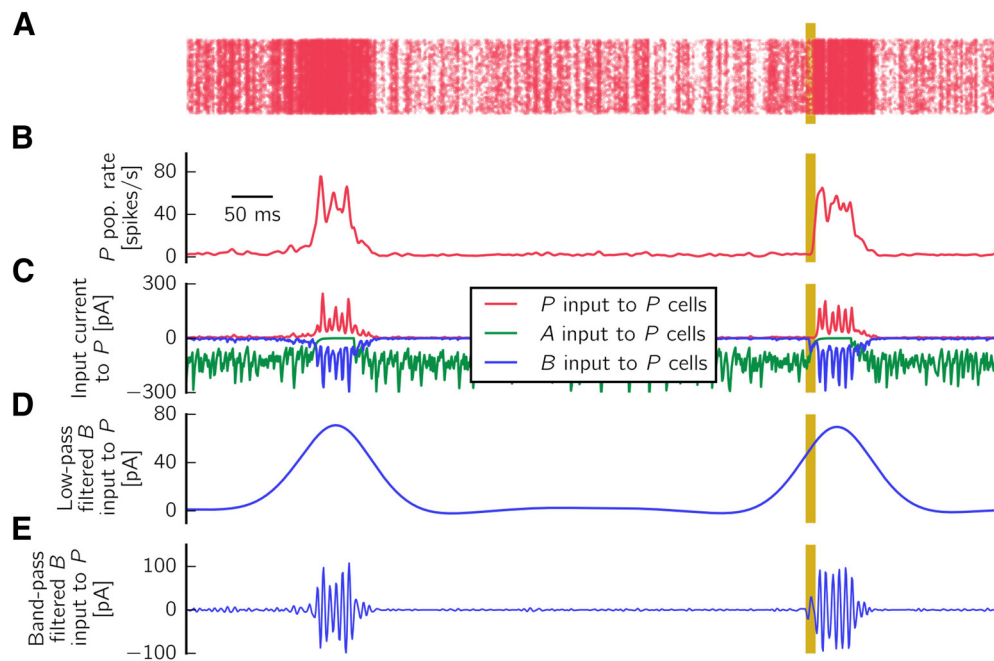 A
B
P pop. rate
[spikes/s]
80
40
0
50 ms
C
Input current
to P [pA]
300
0
−300
P input to P cells
A input to P cells
B input to P cells
D
Low-pass
filtered B
input to P
[pA]
80
40
0
E
Band-pass
filtered B
input to P
[pA]
100
0
−100